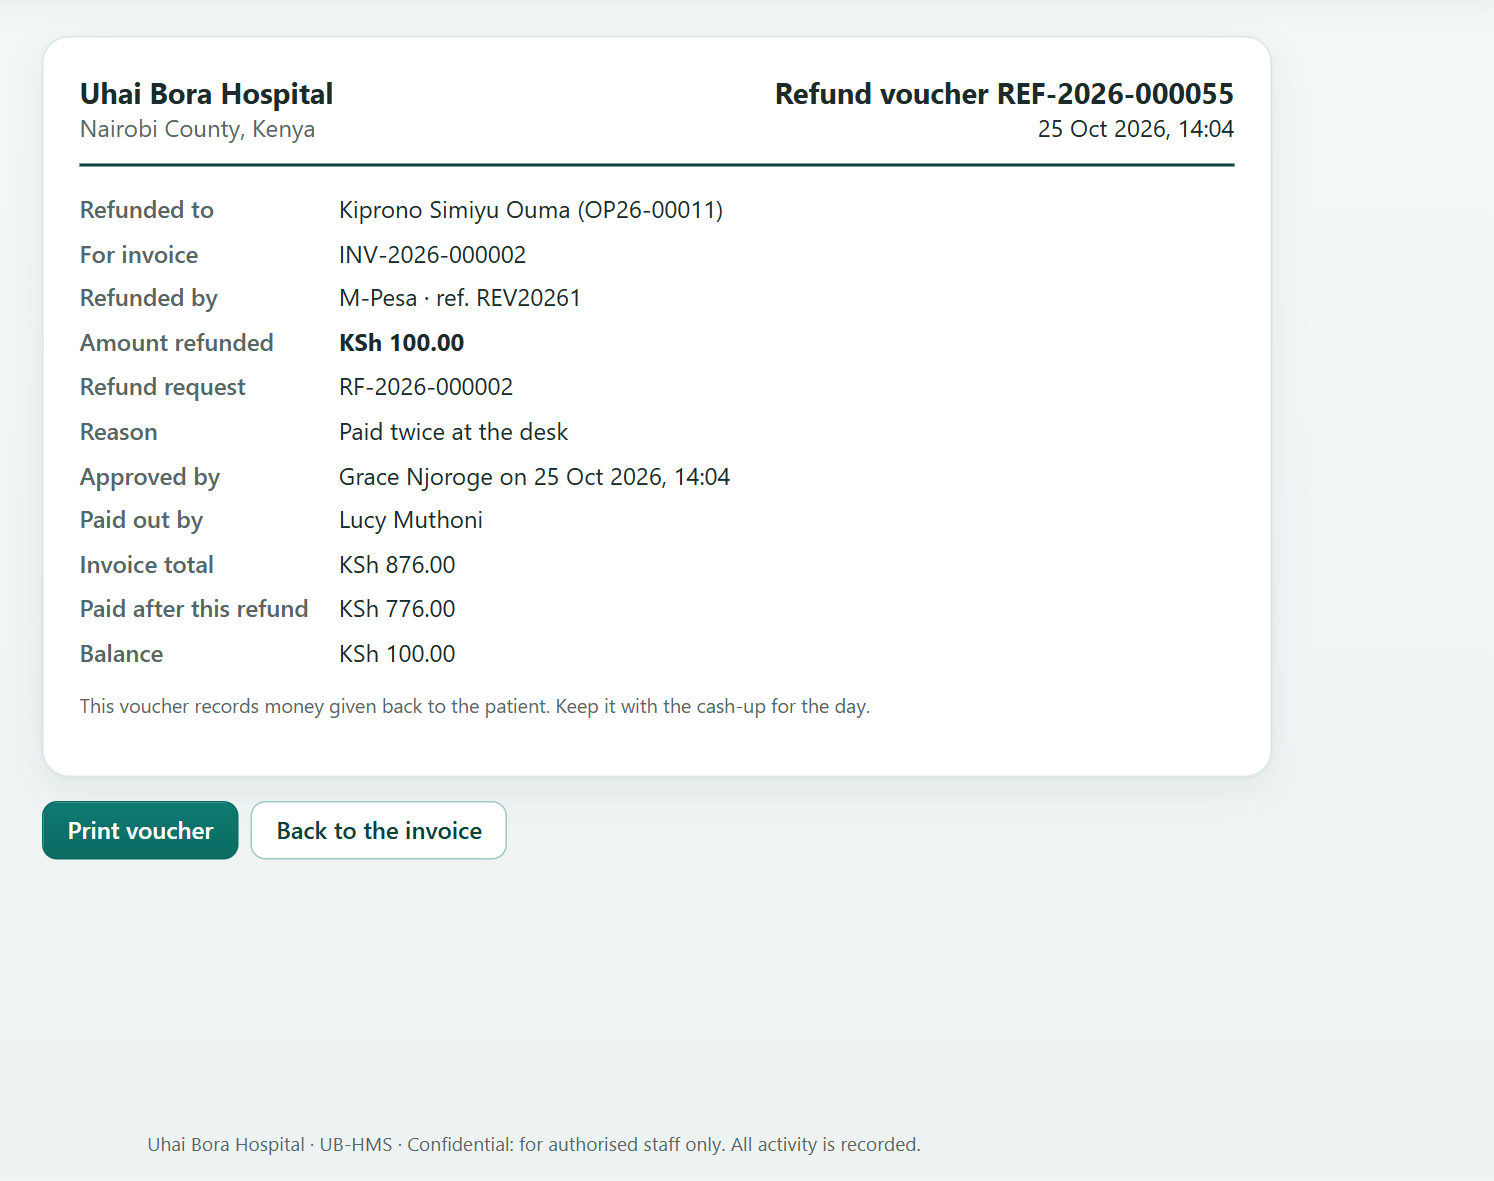 Uhai Bora Hospital
Nairobi County, Kenya
Refund voucher REF-2026-000055
25 Oct 2026, 14:04
Refunded to Kiprono Simiyu Ouma (OP26-00011)
For invoice INV-2026-000002
Refunded by M-Pesa · ref. REV20261
Amount refunded KSh 100.00
Refund request RF-2026-000002
Reason Paid twice at the desk
Approved by Grace Njoroge on 25 Oct 2026, 14:04
Paid out by Lucy Muthoni
Invoice total KSh 876.00
Paid after this refund KSh 776.00
Balance KSh 100.00
This voucher records money given back to the patient. Keep it with the cash-up for the day.
Print voucher
Back to the invoice
Uhai Bora Hospital · UB-HMS · Confidential: for authorised staff only. All activity is recorded.